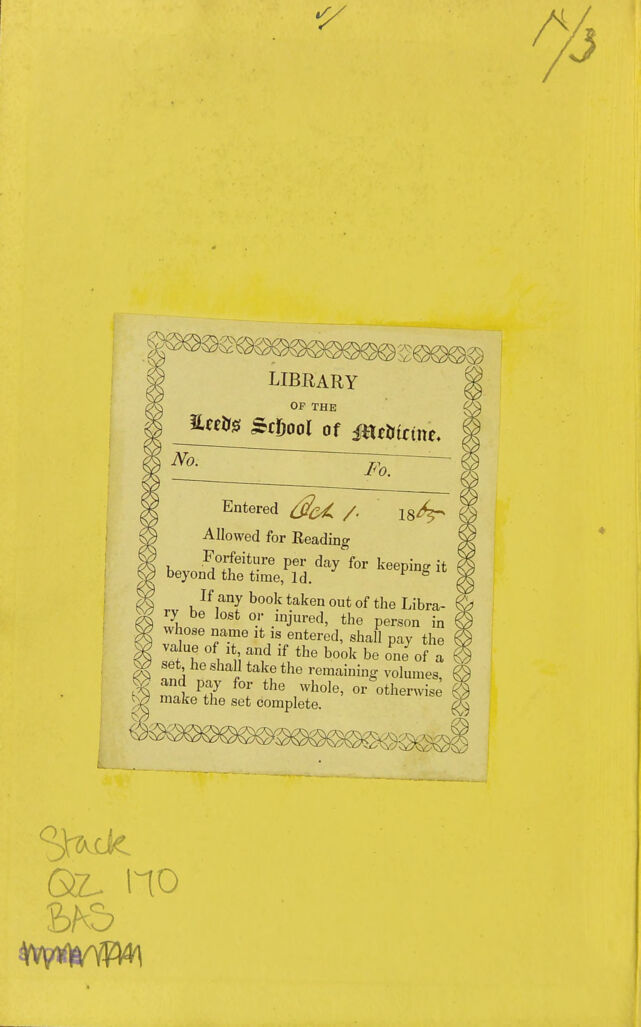 LIBRARY
OF THE
Leeds School of Medicine.
No. Fo.
Entered Oct 1. 1865
Allowed for Reading
Forfeiture per day for keeping it
beyond the time, 1d.
If any book taken out of the Libra-
ry be lost or injured, the person in
whose name it is entered, shall pay the
value of it, and if the book be one of a
set, he shall take the remaining volumes,
and pay for the whole, or otherwise
make the set complete.
Stack
QZ 170
BAS